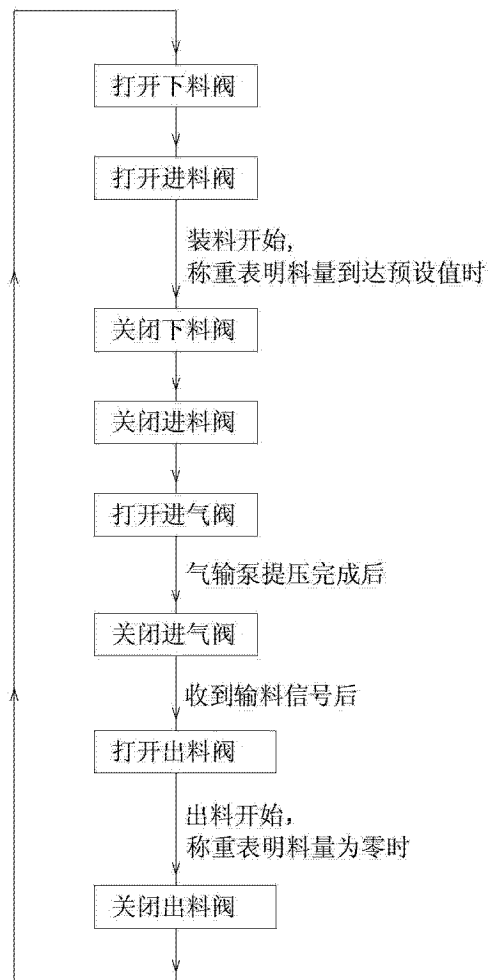 打开下料阀
打开进料阀
装料开始,
称重表明料量到达预设值时
关闭下料阀
关闭进料阀
打开进气阀
气输泵提压完成后
关闭进气阀
收到输料信号后
打开出料阀
出料开始，
称重表明料量为零时
关闭出料阀